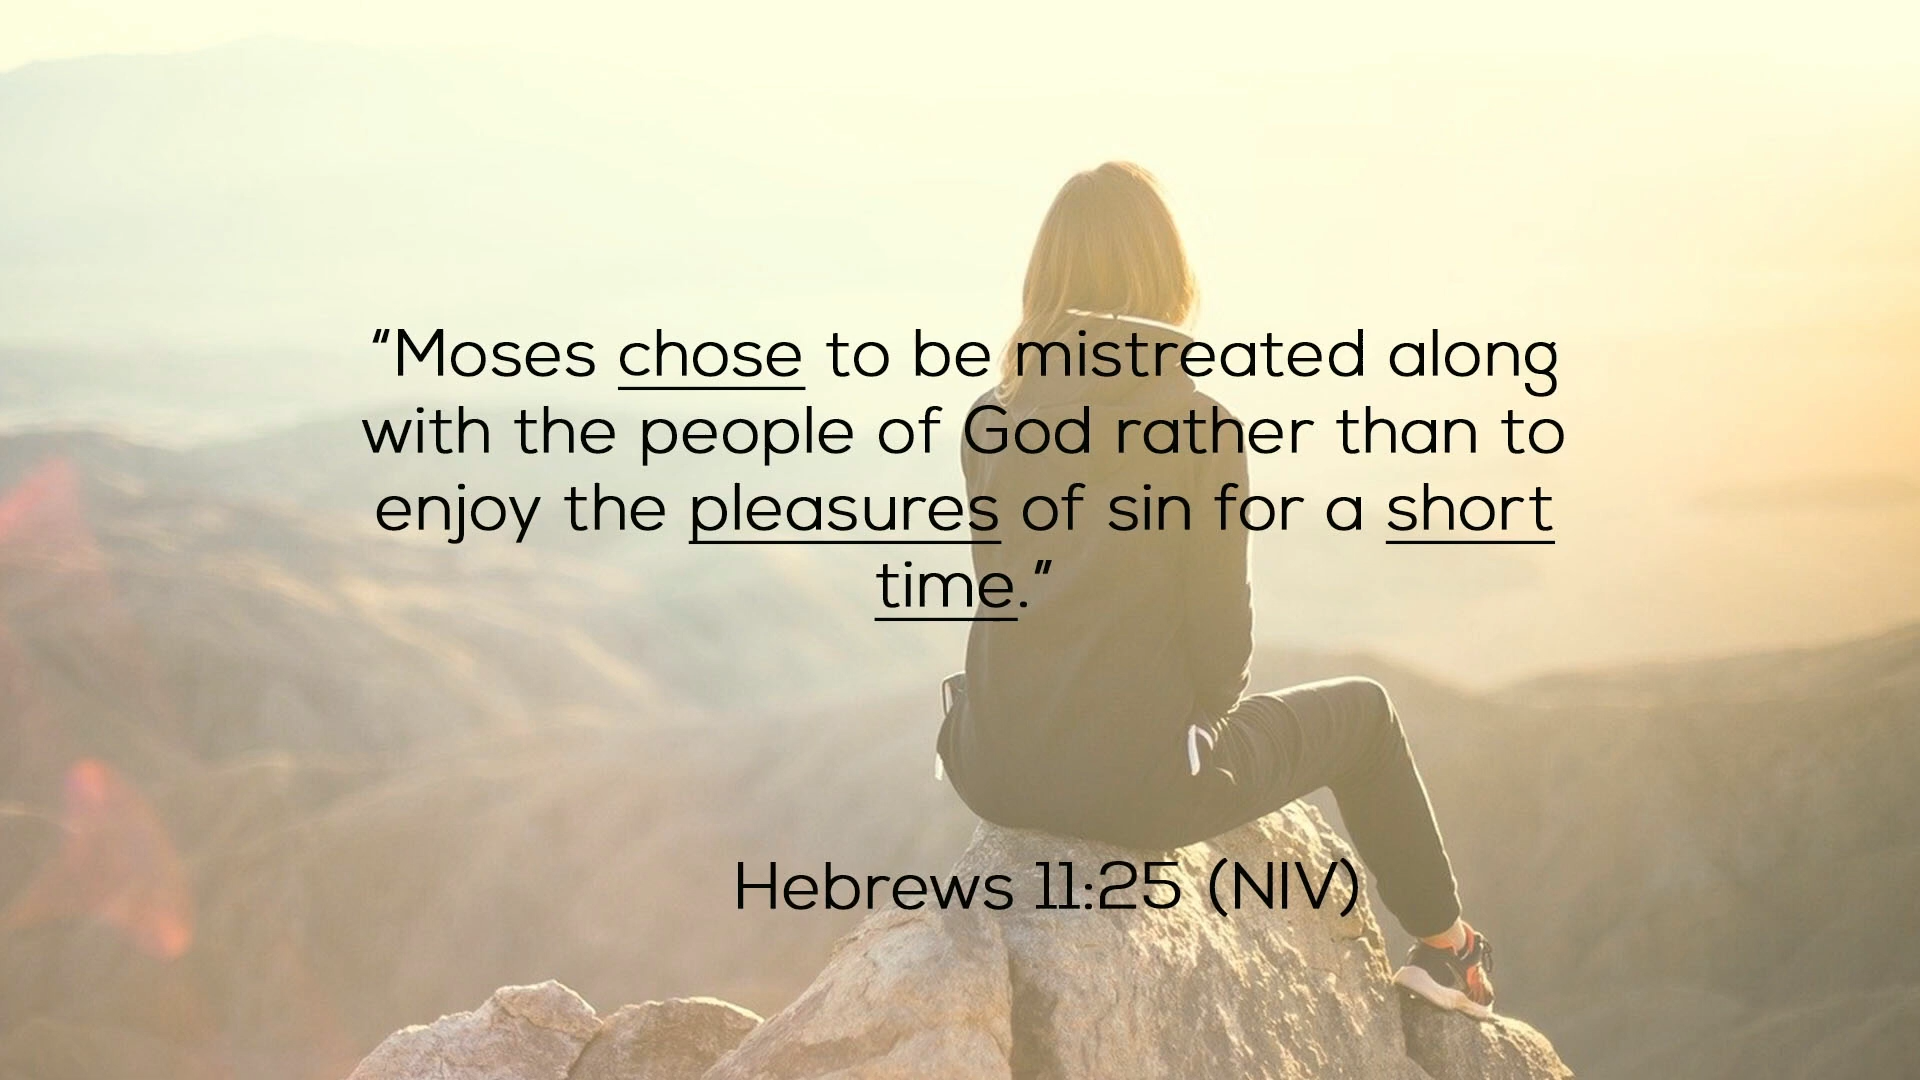 “Moses chose to be mistreated along
with the people of God rather than to
enjoy the pleasures of sin for a short
time.”
Hebrews 11:25 (NIV)